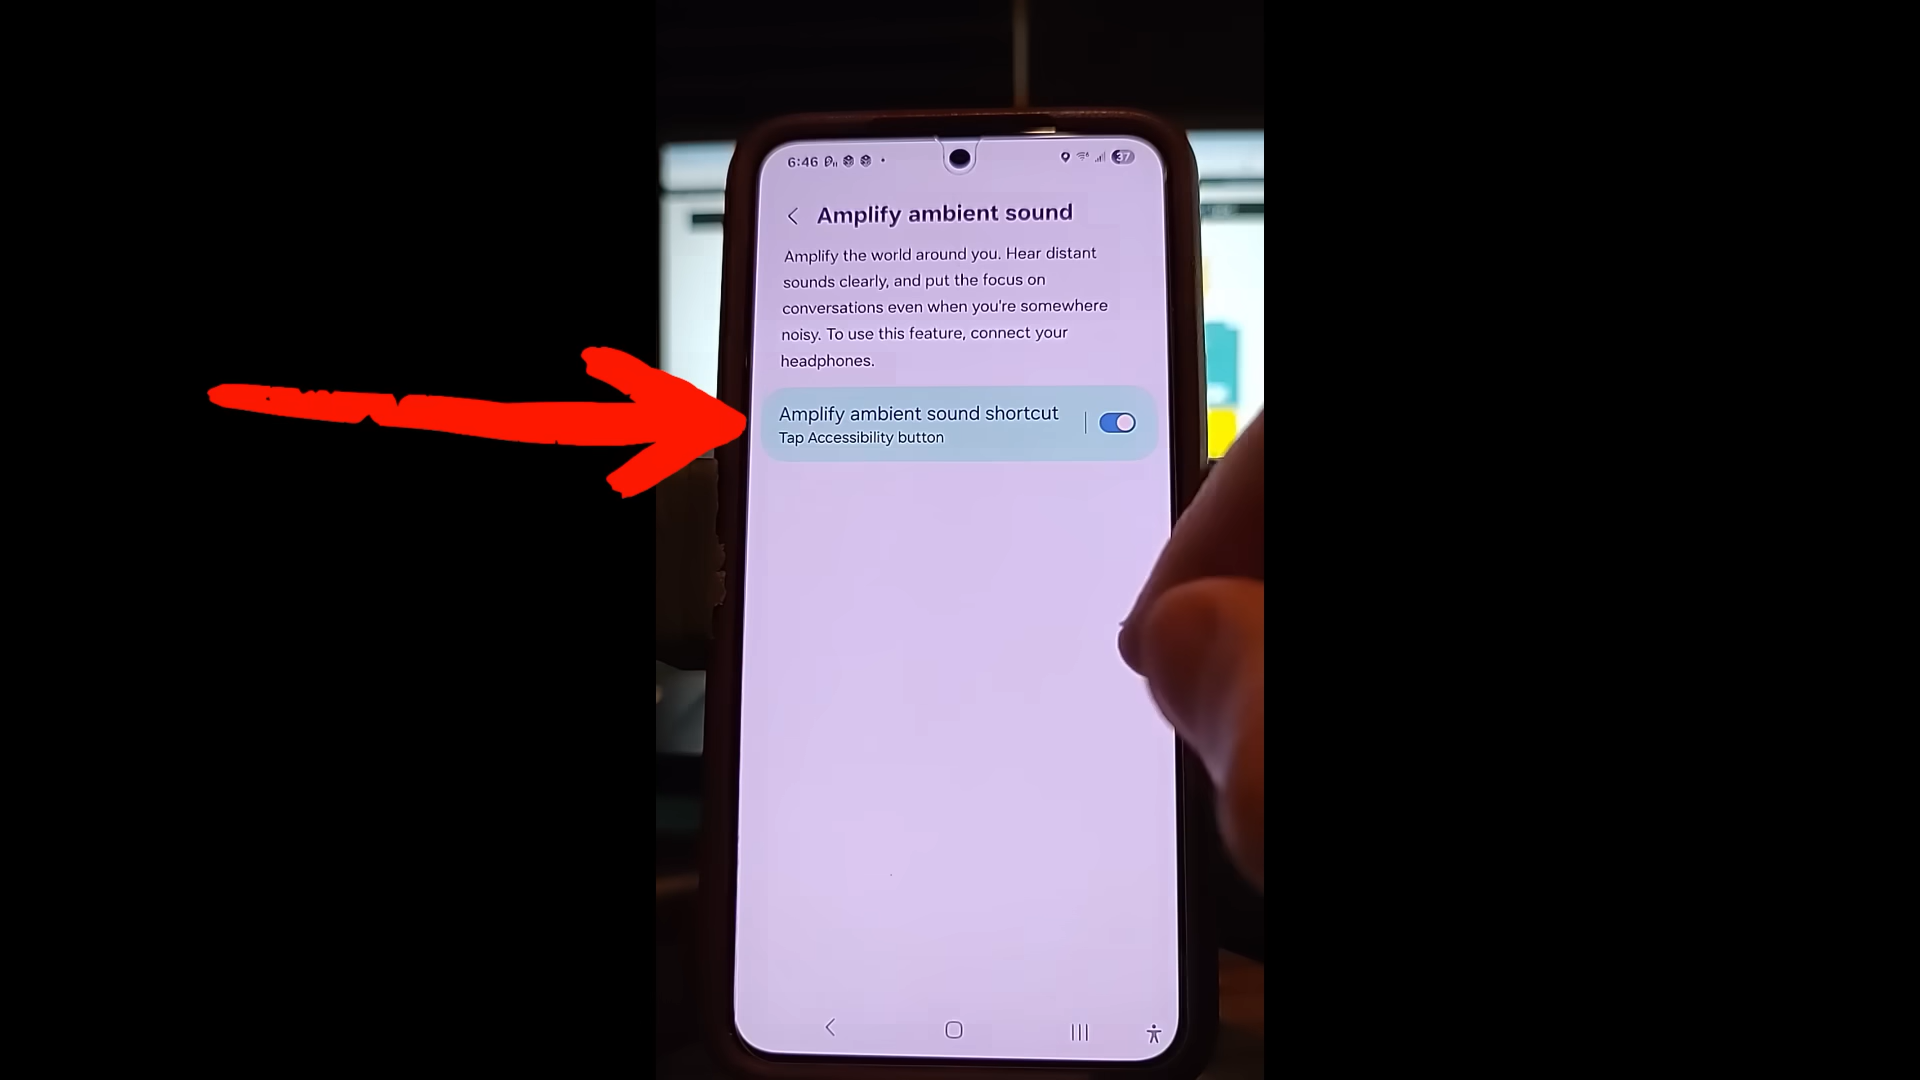 6:46
37
Amplify ambient sound
Amplify the world around you. Hear distant
sounds clearly, and put the focus on
conversations even when you're somewhere
noisy. To use this feature, connect your
headphones.
Amplify ambient sound shortcut
Tap Accessibility button